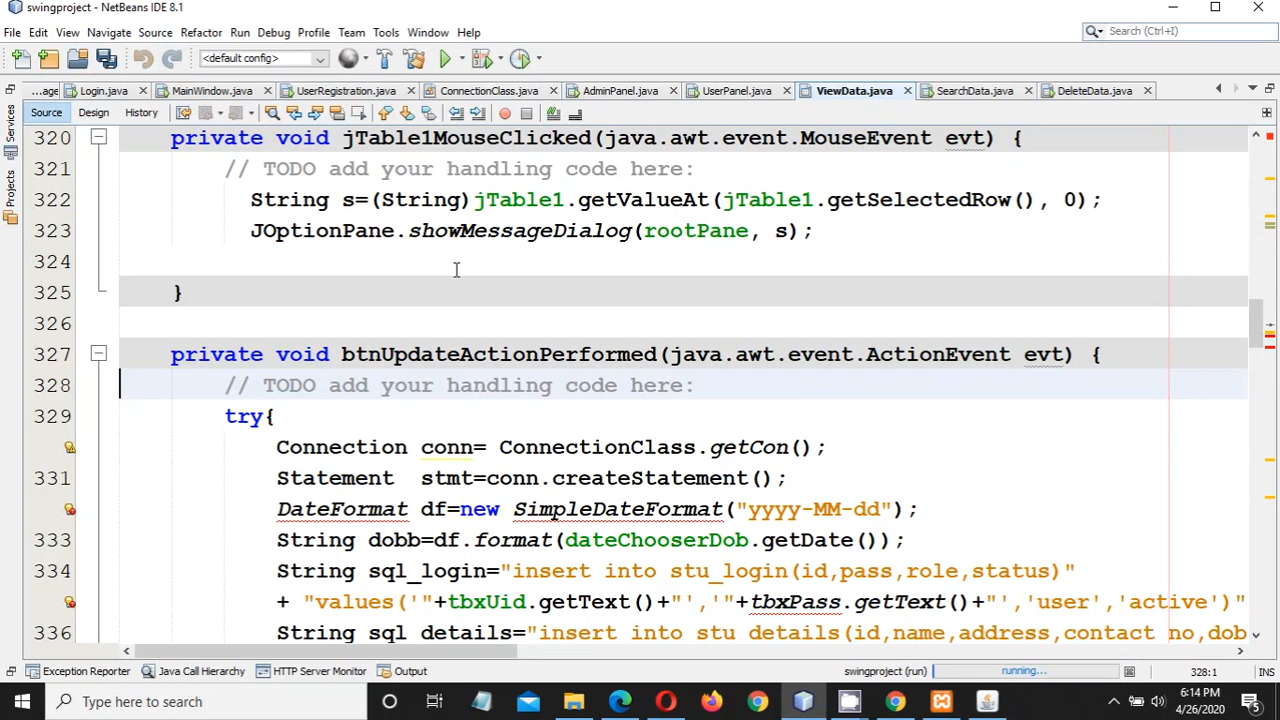 swingproject - NetBeans IDE 8.1
File Edit View Navigate Source Refactor Run Debug Profile Team Tools Window Help
Search (Ctrl+I)
<default config>
...age Login.java MainWindow.java UserRegistration.java ConnectionClass.java AdminPanel.java UserPanel.java ViewData.java SearchData.java DeleteData.java
Source Design History
Services
Projects
320 private void jTable1MouseClicked(java.awt.event.MouseEvent evt) {
321 // TODO add your handling code here:
322 String s=(String)jTable1.getValueAt(jTable1.getSelectedRow(), 0);
323 JOptionPane.showMessageDialog(rootPane, s);
324
325 }
326
327 private void btnUpdateActionPerformed(java.awt.event.ActionEvent evt) {
328 // TODO add your handling code here:
329 try{
Connection conn= ConnectionClass.getCon();
331 Statement stmt=conn.createStatement();
DateFormat df=new SimpleDateFormat("yyyy-MM-dd");
333 String dobb=df.format(dateChooserDob.getDate());
334 String sql_login="insert into stu_login(id,pass,role,status)"
+ "values('"+tbxUid.getText()+"','"+tbxPass.getText()+"','user','active')"
336 String sql_details="insert into stu_details(id,name,address,contact_no,dob
Exception Reporter Java Call Hierarchy HTTP Server Monitor Output
swingproject (run) running... 328:1 INS
Type here to search
6:14 PM
4/26/2020
5